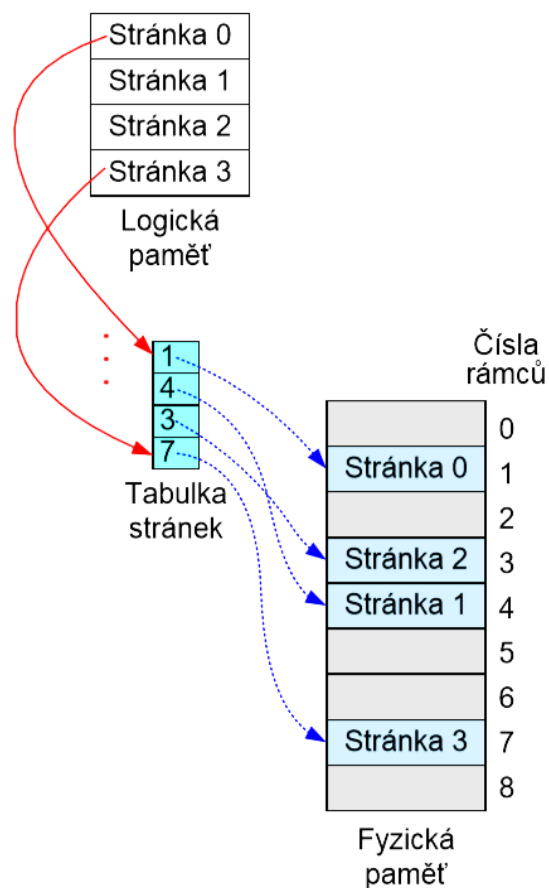 Stránka 0
Stránka 1
Stránka 2
Stránka 3
Logická
paměť
1
4
3
7
Tabulka
stránek
Čísla
rámců
0
Stránka 0 1
2
Stránka 2 3
Stránka 1 4
5
6
Stránka 3 7
8
Fyzická
paměť